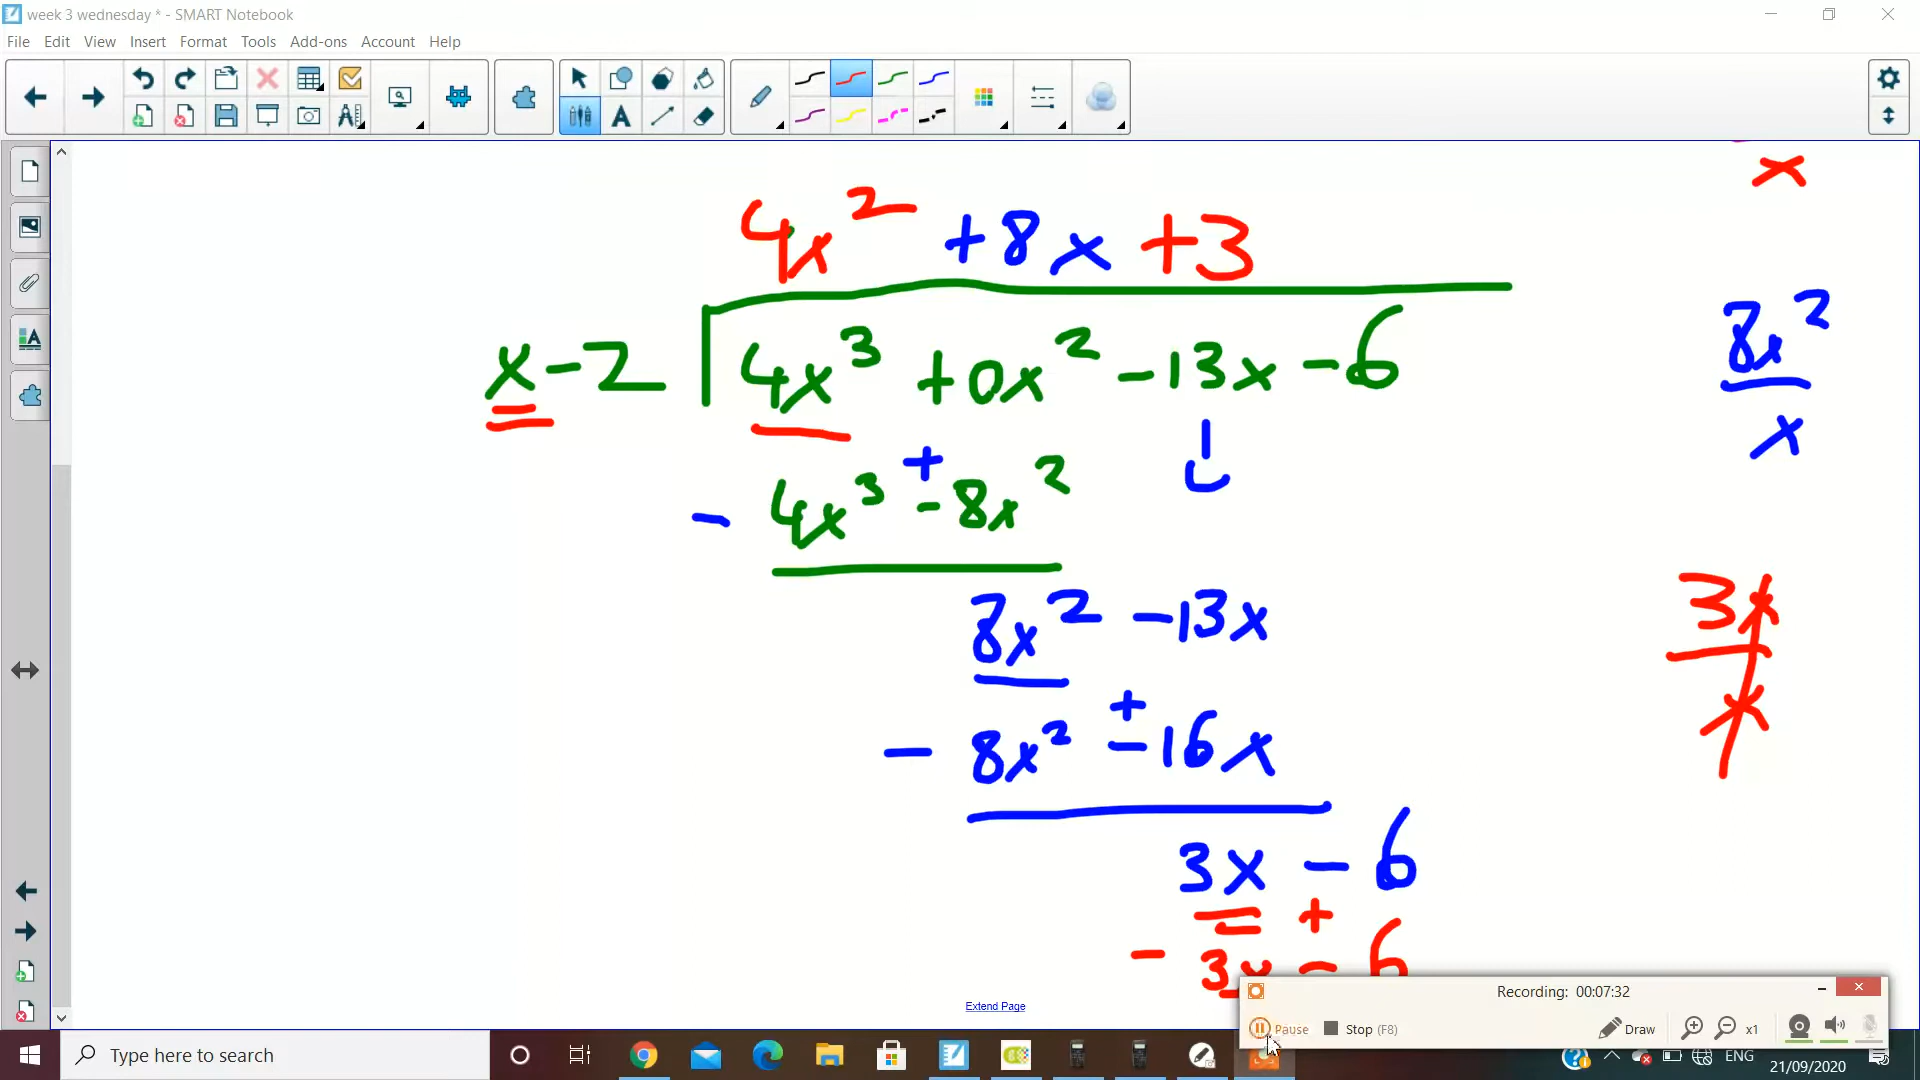 week 3 wednesday * - SMART Notebook
File Edit View Insert Format Tools Add-ons Account Help
x
4x² +8x +3
x-2 4x³ +0x² -13x -6
8x²
x
+
- 4x³ -8x²
8x² -13x
3x
x
+
- 8x² -16x
3x - 6
+
- 3x - 6
Extend Page
Recording: 00:07:32
Pause Stop (F8) Draw x1
Type here to search
ENG
21/09/2020